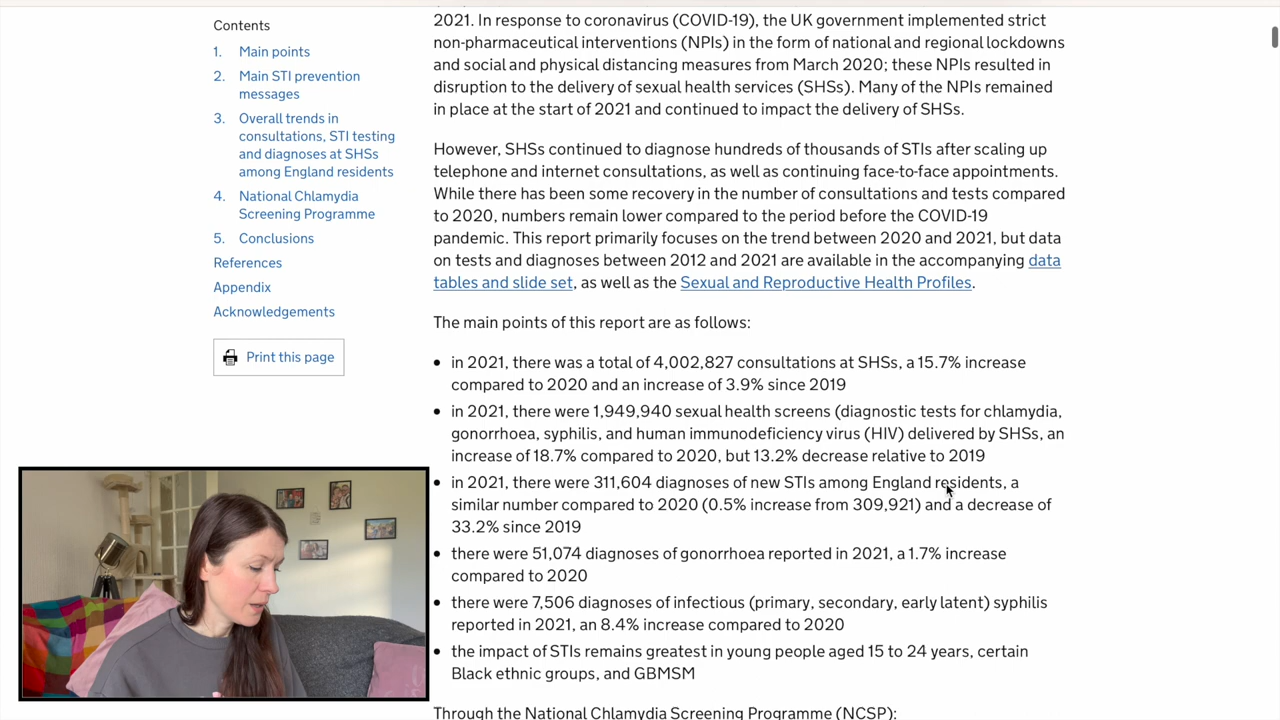 Contents
1. Main points
2. Main STI prevention
messages
3. Overall trends in
consultations, STI testing
and diagnoses at SHSs
among England residents
4. National Chlamydia
Screening Programme
5. Conclusions
References
Appendix
Acknowledgements
Print this page
2021. In response to coronavirus (COVID-19), the UK government implemented strict
non-pharmaceutical interventions (NPIs) in the form of national and regional lockdowns
and social and physical distancing measures from March 2020; these NPIs resulted in
disruption to the delivery of sexual health services (SHSs). Many of the NPIs remained
in place at the start of 2021 and continued to impact the delivery of SHSs.
However, SHSs continued to diagnose hundreds of thousands of STIs after scaling up
telephone and internet consultations, as well as continuing face-to-face appointments.
While there has been some recovery in the number of consultations and tests compared
to 2020, numbers remain lower compared to the period before the COVID-19
pandemic. This report primarily focuses on the trend between 2020 and 2021, but data
on tests and diagnoses between 2012 and 2021 are available in the accompanying data
tables and slide set, as well as the Sexual and Reproductive Health Profiles.
The main points of this report are as follows:
• in 2021, there was a total of 4,002,827 consultations at SHSs, a 15.7% increase
compared to 2020 and an increase of 3.9% since 2019
• in 2021, there were 1,949,940 sexual health screens (diagnostic tests for chlamydia,
gonorrhoea, syphilis, and human immunodeficiency virus (HIV) delivered by SHSs, an
increase of 18.7% compared to 2020, but 13.2% decrease relative to 2019
• in 2021, there were 311,604 diagnoses of new STIs among England residents, a
similar number compared to 2020 (0.5% increase from 309,921) and a decrease of
33.2% since 2019
• there were 51,074 diagnoses of gonorrhoea reported in 2021, a 1.7% increase
compared to 2020
• there were 7,506 diagnoses of infectious (primary, secondary, early latent) syphilis
reported in 2021, an 8.4% increase compared to 2020
• the impact of STIs remains greatest in young people aged 15 to 24 years, certain
Black ethnic groups, and GBMSM
Through the National Chlamydia Screening Programme (NCSP):